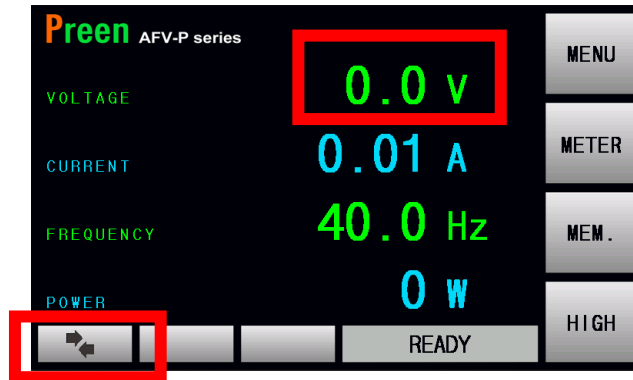 Preen AFV-P series
MENU
VOLTAGE 0.0 V
METER
CURRENT 0.01 A
FREQUENCY 40.0 Hz
MEM.
POWER 0 W
HIGH
READY